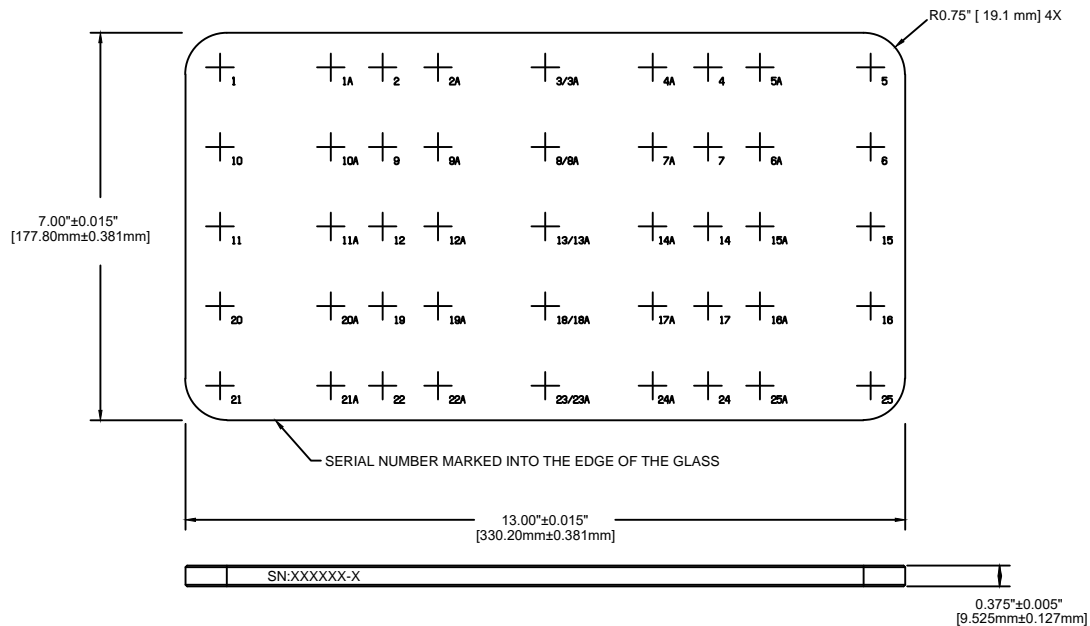 R0.75" [ 19.1 mm] 4X
1 1A 2 2A 3/3A 4A 4 5A 5
10 10A 9 9A 8/8A 7A 7 6A 6
7.00"±0.015"
[177.80mm±0.381mm]
11 11A 12 12A 13/13A 14A 14 15A 15
20 20A 19 19A 18/18A 17A 17 16A 16
21 21A 22 22A 23/23A 24A 24 25A 25
SERIAL NUMBER MARKED INTO THE EDGE OF THE GLASS
13.00"±0.015"
[330.20mm±0.381mm]
SN:XXXXXX-X
0.375"±0.005"
[9.525mm±0.127mm]